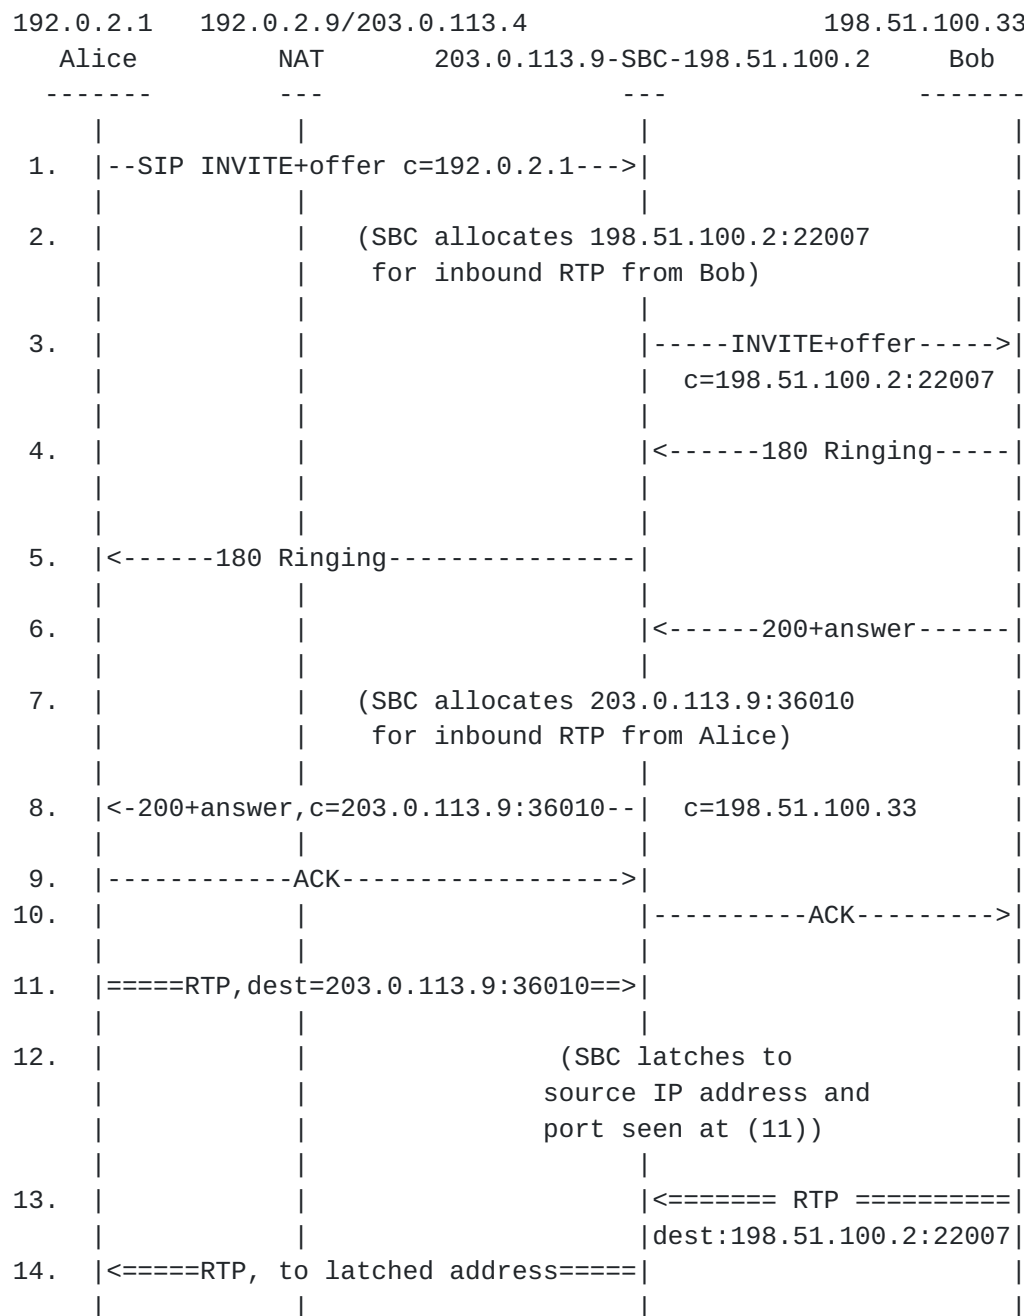 192.0.2.1   192.0.2.9/203.0.113.4                   198.51.100.33
   Alice         NAT       203.0.113.9-SBC-198.51.100.2     Bob
  -------        ---                   ---                -------
     |            |                     |                       |
 1.  |--SIP INVITE+offer c=192.0.2.1--->|                       |
     |            |                     |                       |
 2.  |            |   (SBC allocates 198.51.100.2:22007         |
     |            |    for inbound RTP from Bob)                |
     |            |                     |                       |
 3.  |            |                     |-----INVITE+offer----->|
     |            |                     |  c=198.51.100.2:22007 |
     |            |                     |                       |
 4.  |            |                     |<------180 Ringing-----|
     |            |                     |                       |
     |            |                     |                       |
 5.  |<------180 Ringing----------------|                       |
     |            |                     |                       |
 6.  |            |                     |<------200+answer------|
     |            |                     |                       |
 7.  |            |   (SBC allocates 203.0.113.9:36010          |
     |            |    for inbound RTP from Alice)              |
     |            |                     |                       |
 8.  |<-200+answer,c=203.0.113.9:36010--|  c=198.51.100.33      |
     |            |                     |                       |
 9.  |------------ACK------------------>|                       |
10.  |            |                     |----------ACK--------->|
     |            |                     |                       |
11.  |=====RTP,dest=203.0.113.9:36010==>|                       |
     |            |                     |                       |
12.  |            |                (SBC latches to              |
     |            |               source IP address and         |
     |            |               port seen at (11))            |
     |            |                     |                       |
13.  |            |                     |<======= RTP ==========|
     |            |                     |dest:198.51.100.2:22007|
14.  |<=====RTP, to latched address=====|                       |
     |            |                     |                       |